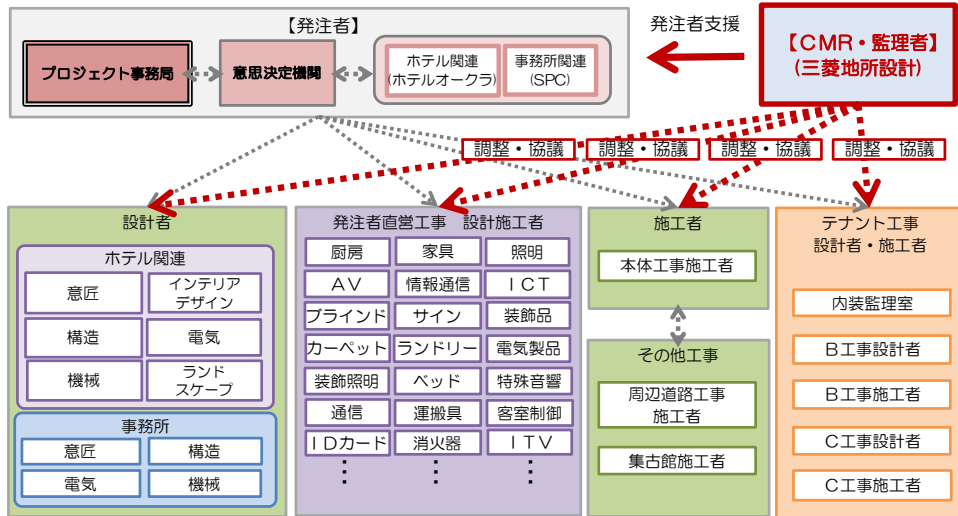 【発注者】
プロジェクト事務局
意思決定機関
ホテル関連
(ホテルオークラ)
事務所関連
(SPC)
発注者支援
【CMR・監理者】
(三菱地所設計)
調整・協議
調整・協議
調整・協議
調整・協議
設計者
ホテル関連
意匠
インテリア
デザイン
構造
電気
機械
ランド
スケープ
事務所
意匠
構造
電気
機械
発注者直営工事 設計施工者
厨房
家具
照明
AV
情報通信
ICT
ブラインド
サイン
装飾品
カーペット
ランドリー
電気製品
装飾照明
ベッド
特殊音響
通信
運搬具
客室制御
IDカード
消火器
ITV
⋮
⋮
⋮
施工者
本体工事施工者
その他工事
周辺道路工事
施工者
集古館施工者
テナント工事
設計者・施工者
内装監理室
B工事設計者
B工事施工者
C工事設計者
C工事施工者